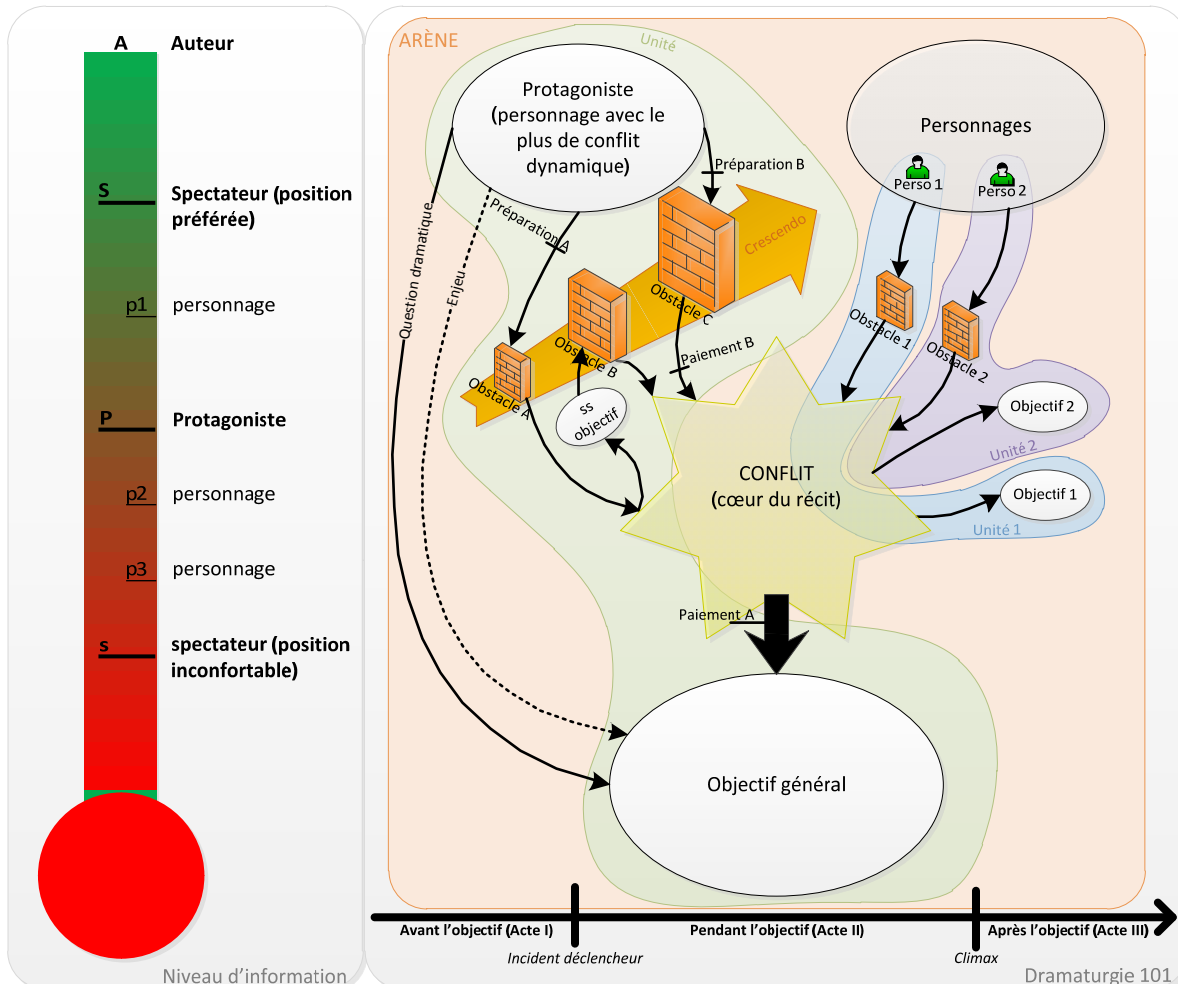 A
Auteur
S
Spectateur (position
préférée)
p1
personnage
P
Protagoniste
p2
personnage
p3
personnage
s
spectateur (position
inconfortable)
Niveau d’information
ARÈNE
Unité
Protagoniste
(personnage avec le
plus de conflit
dynamique)
Personnages
Perso 1
Perso 2
Préparation B
Préparation A
Question dramatique
Enjeu
Crescendo
Obstacle C
Obstacle B
Obstacle A
Obstacle 1
Obstacle 2
Paiement B
ss
objectif
Objectif 2
Unité 2
Objectif 1
Unité 1
CONFLIT
(cœur du récit)
Paiement A
Objectif général
Avant l’objectif (Acte I)
Pendant l’objectif (Acte II)
Après l’objectif (Acte III)
Incident déclencheur
Climax
Dramaturgie 101